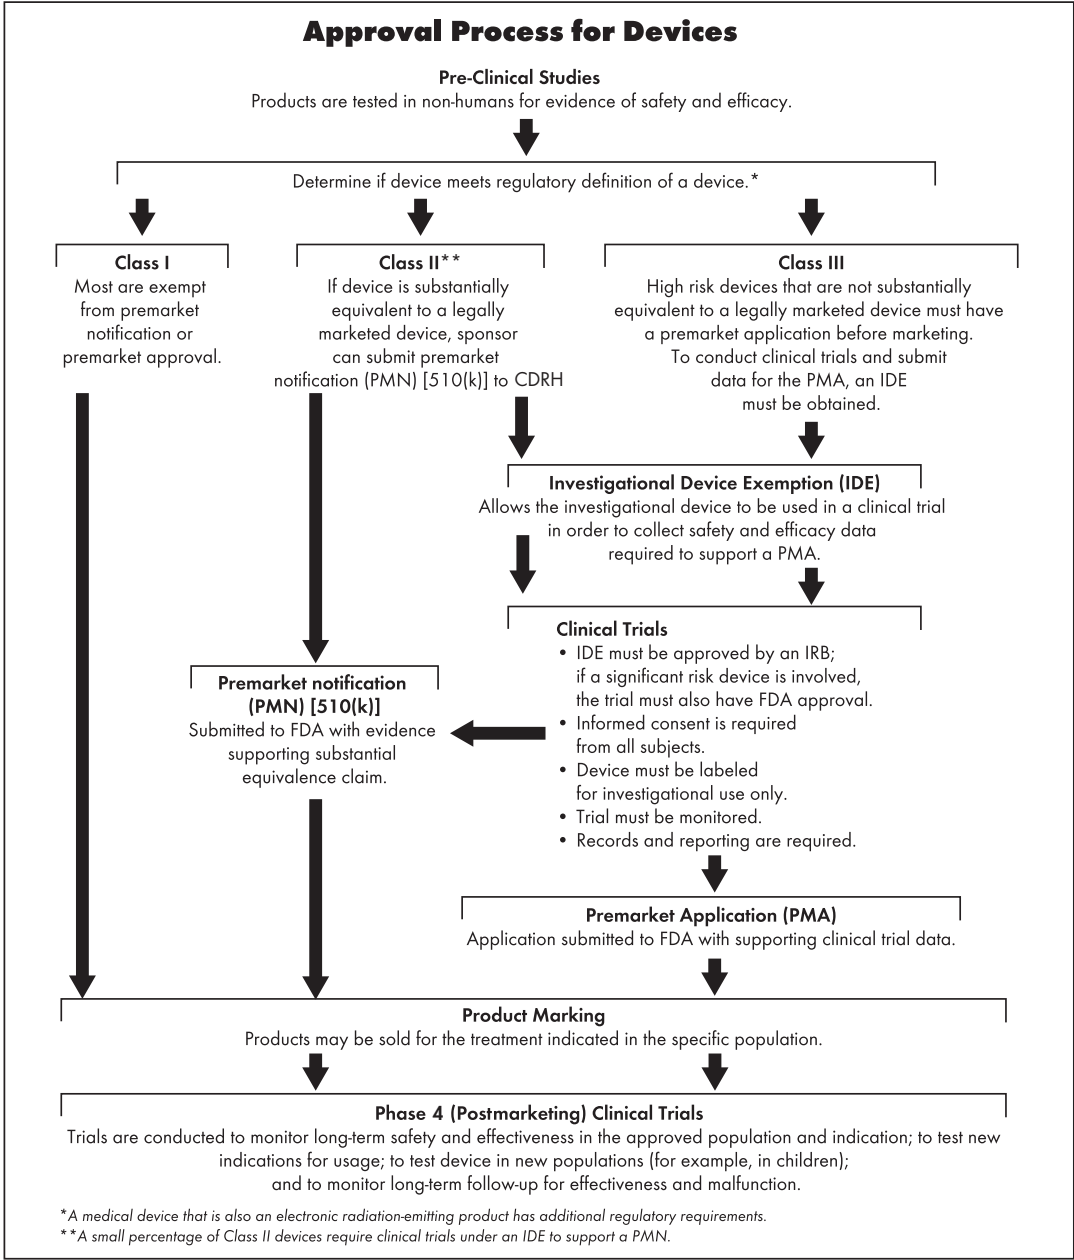 Approval Process for Devices
Pre-Clinical Studies
Products are tested in non-humans for evidence of safety and efficacy.
Determine if device meets regulatory definition of a device.*
Class I
Most are exempt
from premarket
notification or
premarket approval.
Class II**
If device is substantially
equivalent to a legally
marketed device, sponsor
can submit premarket
notification (PMN) [510(k)] to CDRH
Class III
High risk devices that are not substantially
equivalent to a legally marketed device must have
a premarket application before marketing.
To conduct clinical trials and submit
data for the PMA, an IDE
must be obtained.
Investigational Device Exemption (IDE)
Allows the investigational device to be used in a clinical trial
in order to collect safety and efficacy data
required to support a PMA.
Clinical Trials
• IDE must be approved by an IRB;
if a significant risk device is involved,
the trial must also have FDA approval.
• Informed consent is required
from all subjects.
• Device must be labeled
for investigational use only.
• Trial must be monitored.
• Records and reporting are required.
Premarket notification
(PMN) [510(k)]
Submitted to FDA with evidence
supporting substantial
equivalence claim.
Premarket Application (PMA)
Application submitted to FDA with supporting clinical trial data.
Product Marking
Products may be sold for the treatment indicated in the specific population.
Phase 4 (Postmarketing) Clinical Trials
Trials are conducted to monitor long-term safety and effectiveness in the approved population and indication; to test new
indications for usage; to test device in new populations (for example, in children);
and to monitor long-term follow-up for effectiveness and malfunction.
*A medical device that is also an electronic radiation-emitting product has additional regulatory requirements.
**A small percentage of Class II devices require clinical trials under an IDE to support a PMN.